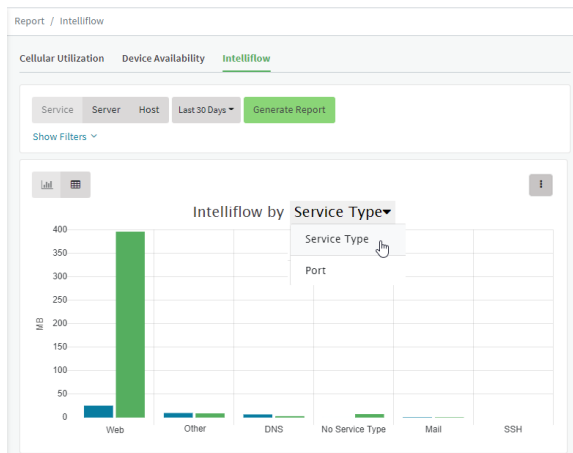 Report / Intelliflow
Cellular Utilization Device Availability Intelliflow
Service Server Host Last 30 Days Generate Report
Show Filters
Intelliflow by Service Type
Service Type
Port
400
350
300
250
200
150
100
50
0
MB
Web Other DNS No Service Type Mail SSH